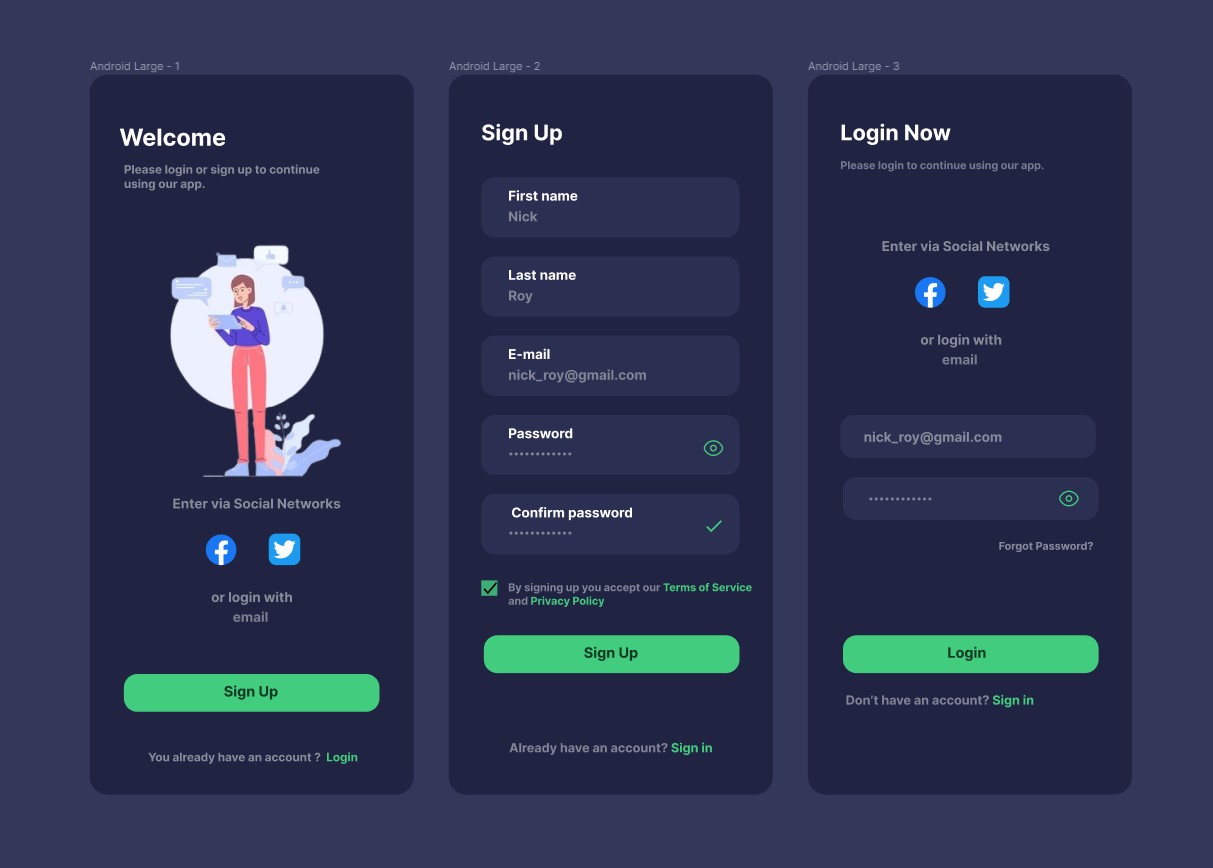 Android Large - 1
Welcome
Please login or sign up to continue
using our app.
Enter via Social Networks
or login with
email
Sign Up
You already have an account ? Login
Android Large - 2
Sign Up
First name
Nick
Last name
Roy
E-mail
nick_roy@gmail.com
Password
••••••••••••
Confirm password
••••••••••••
By signing up you accept our Terms of Service
and Privacy Policy
Sign Up
Already have an account? Sign in
Android Large - 3
Login Now
Please login to continue using our app.
Enter via Social Networks
or login with
email
nick_roy@gmail.com
••••••••••••
Forgot Password?
Login
Don’t have an account? Sign in